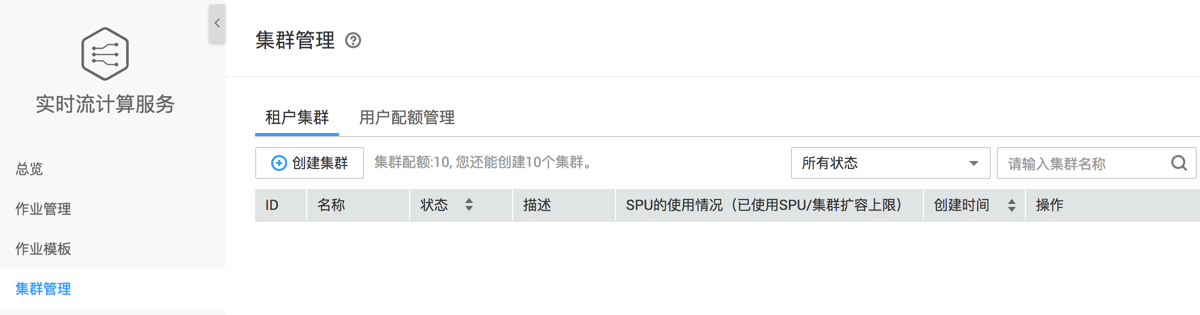 集群管理 ?
实时流计算服务
总览
作业管理
作业模板
集群管理
租户集群 用户配额管理
创建集群 集群配额:10, 您还能创建10个集群。 所有状态 请输入集群名称
ID 名称 状态 描述 SPU的使用情况（已使用SPU/集群扩容上限） 创建时间 操作